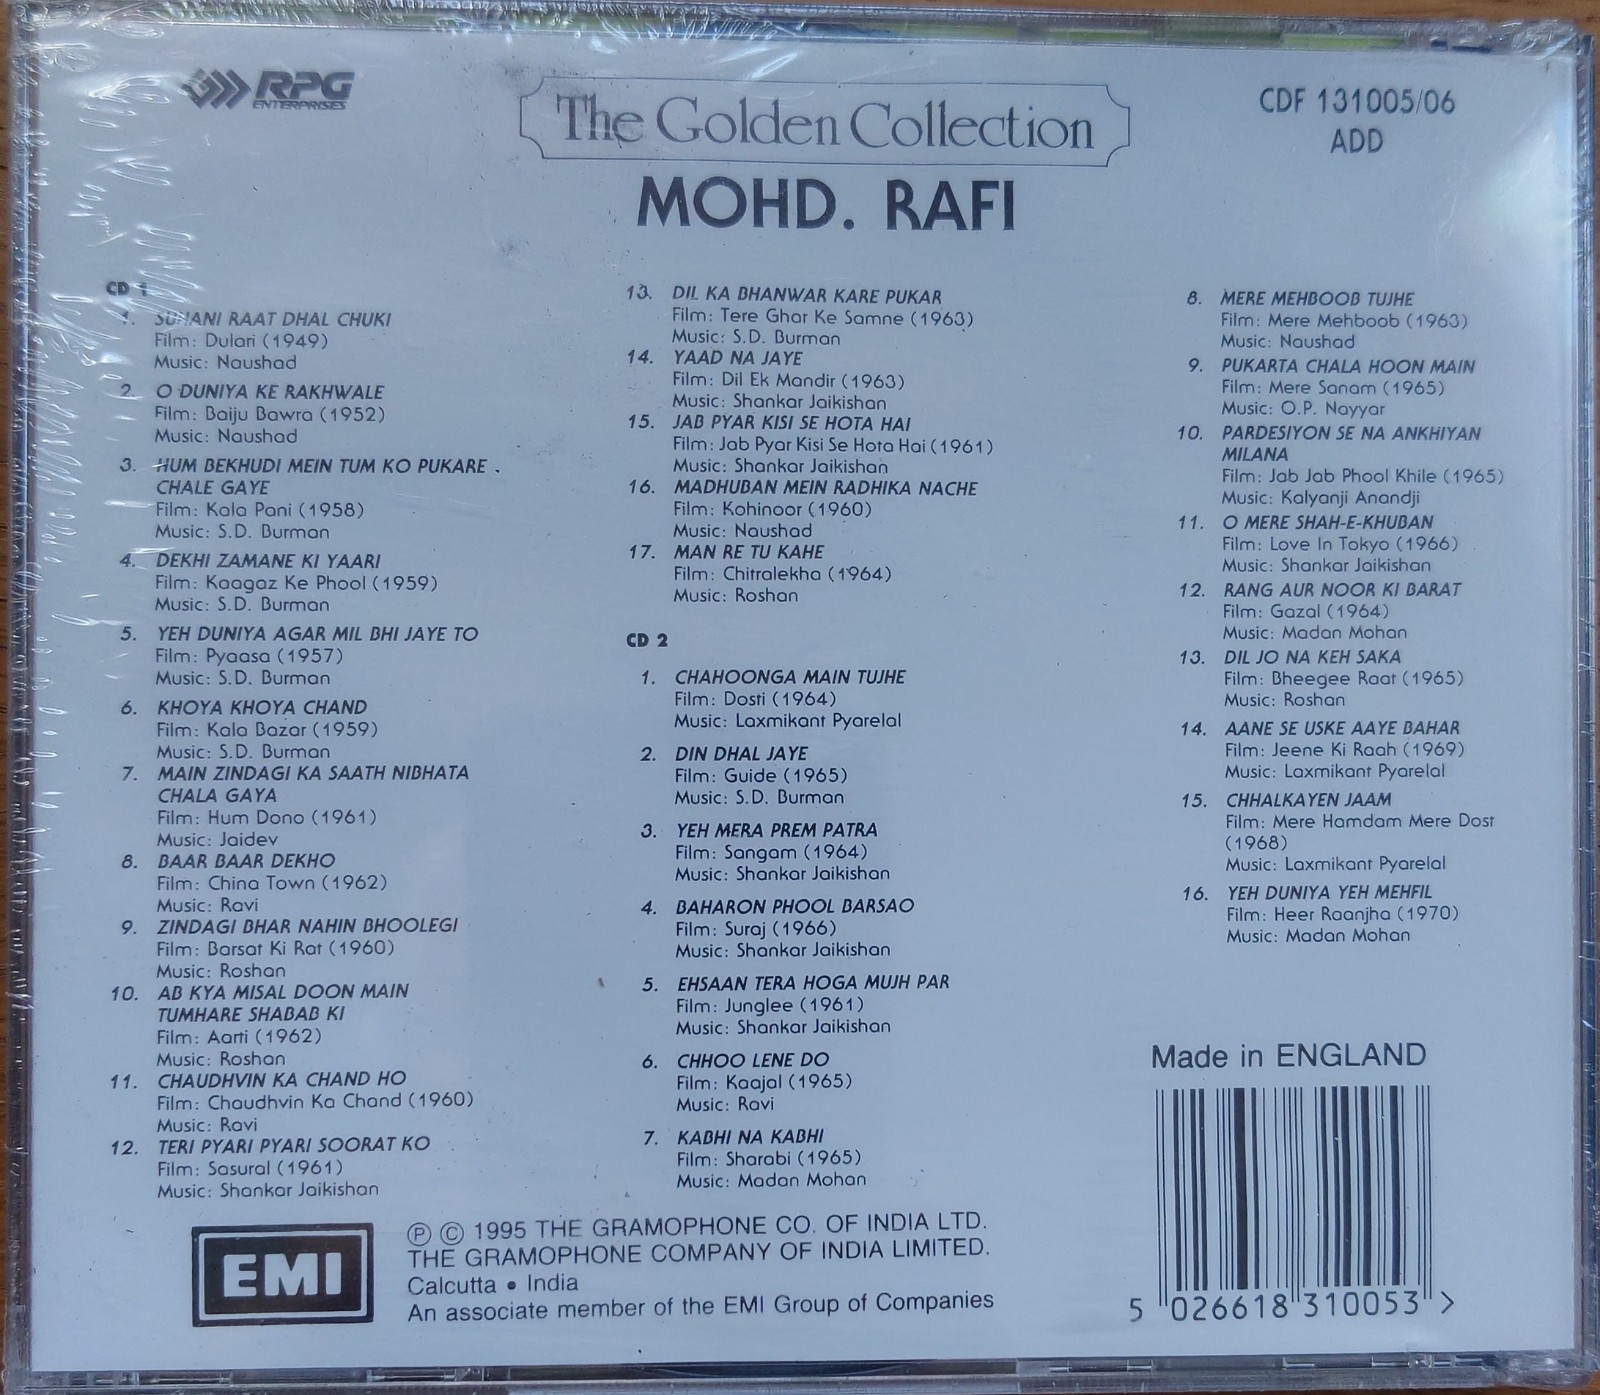 RPG
ENTERPRISES
The Golden Collection
CDF 131005/06
ADD
MOHD. RAFI
CD 1
1. SUHANI RAAT DHAL CHUKI
Film: Dulari (1949)
Music: Naushad
2. O DUNIYA KE RAKHWALE
Film: Baiju Bawra (1952)
Music: Naushad
3. HUM BEKHUDI MEIN TUM KO PUKARE .
CHALE GAYE
Film: Kala Pani (1958)
Music: S.D. Burman
4. DEKHI ZAMANE KI YAARI
Film: Kaagaz Ke Phool (1959)
Music: S.D. Burman
5. YEH DUNIYA AGAR MIL BHI JAYE TO
Film: Pyaasa (1957)
Music: S.D. Burman
6. KHOYA KHOYA CHAND
Film: Kala Bazar (1959)
Music: S.D. Burman
7. MAIN ZINDAGI KA SAATH NIBHATA
CHALA GAYA
Film: Hum Dono (1961)
Music: Jaidev
8. BAAR BAAR DEKHO
Film: China Town (1962)
Music: Ravi
9. ZINDAGI BHAR NAHIN BHOOLEGI
Film: Barsat Ki Rat (1960)
Music: Roshan
10. AB KYA MISAL DOON MAIN
TUMHARE SHABAB KI
Film: Aarti (1962)
Music: Roshan
11. CHAUDHVIN KA CHAND HO
Film: Chaudhvin Ka Chand (1960)
Music: Ravi
12. TERI PYARI PYARI SOORAT KO
Film: Sasural (1961)
Music: Shankar Jaikishan
13. DIL KA BHANWAR KARE PUKAR
Film: Tere Ghar Ke Samne (1963)
Music: S.D. Burman
14. YAAD NA JAYE
Film: Dil Ek Mandir (1963)
Music: Shankar Jaikishan
15. JAB PYAR KISI SE HOTA HAI
Film: Jab Pyar Kisi Se Hota Hai (1961)
Music: Shankar Jaikishan
16. MADHUBAN MEIN RADHIKA NACHE
Film: Kohinoor (1960)
Music: Naushad
17. MAN RE TU KAHE
Film: Chitralekha (1964)
Music: Roshan
CD 2
1. CHAHOONGA MAIN TUJHE
Film: Dosti (1964)
Music: Laxmikant Pyarelal
2. DIN DHAL JAYE
Film: Guide (1965)
Music: S.D. Burman
3. YEH MERA PREM PATRA
Film: Sangam (1964)
Music: Shankar Jaikishan
4. BAHARON PHOOL BARSAO
Film: Suraj (1966)
Music: Shankar Jaikishan
5. EHSAAN TERA HOGA MUJH PAR
Film: Junglee (1961)
Music: Shankar Jaikishan
6. CHHOO LENE DO
Film: Kaajal (1965)
Music: Ravi
7. KABHI NA KABHI
Film: Sharabi (1965)
Music: Madan Mohan
8. MERE MEHBOOB TUJHE
Film: Mere Mehboob (1963)
Music: Naushad
9. PUKARTA CHALA HOON MAIN
Film: Mere Sanam (1965)
Music: O.P. Nayyar
10. PARDESIYON SE NA ANKHIYAN
MILANA
Film: Jab Jab Phool Khile (1965)
Music: Kalyanji Anandji
11. O MERE SHAH-E-KHUBAN
Film: Love In Tokyo (1966)
Music: Shankar Jaikishan
12. RANG AUR NOOR KI BARAT
Film: Gazal (1964)
Music: Madan Mohan
13. DIL JO NA KEH SAKA
Film: Bheegee Raat (1965)
Music: Roshan
14. AANE SE USKE AAYE BAHAR
Film: Jeene Ki Raah (1969)
Music: Laxmikant Pyarelal
15. CHHALKAYEN JAAM
Film: Mere Hamdam Mere Dost
(1968)
Music: Laxmikant Pyarelal
16. YEH DUNIYA YEH MEHFIL
Film: Heer Raanjha (1970)
Music: Madan Mohan
Made in ENGLAND
5 026618 310053 >
EMI
Ⓟ © 1995 THE GRAMOPHONE CO. OF INDIA LTD.
THE GRAMOPHONE COMPANY OF INDIA LIMITED.
Calcutta • India
An associate member of the EMI Group of Companies